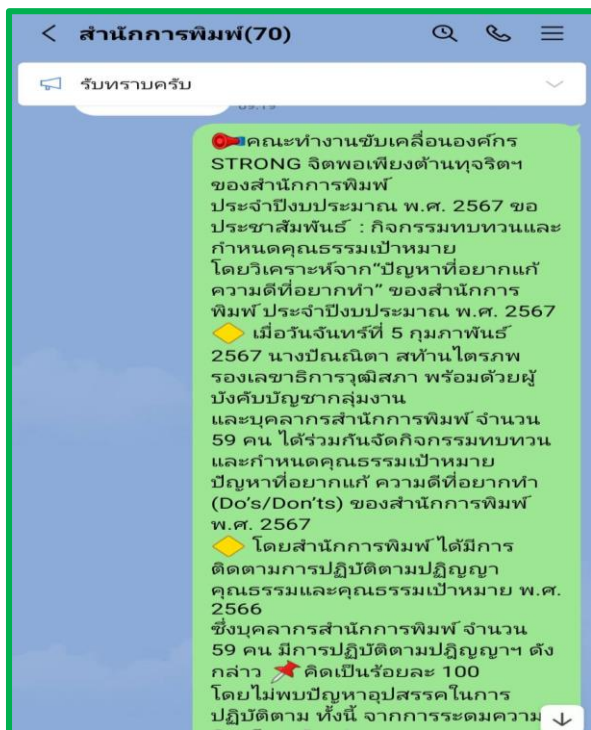 สำนักการพิมพ์(70)
รับทราบครับ
09:19
คณะทำงานขับเคลื่อนองค์กร
STRONG จิตพอเพียงต้านทุจริตฯ
ของสำนักการพิมพ์
ประจำปีงบประมาณ พ.ศ. 2567 ขอ
ประชาสัมพันธ์ : กิจกรรมทบทวนและ
กำหนดคุณธรรมเป้าหมาย
โดยวิเคราะห์จาก“ปัญหาที่อยากแก้
ความดีที่อยากทำ” ของสำนักการ
พิมพ์ ประจำปีงบประมาณ พ.ศ. 2567
เมื่อวันจันทร์ที่ 5 กุมภาพันธ์
2567 นางปัณณิตา สท้านไตรภพ
รองเลขาธิการวุฒิสภา พร้อมด้วยผู้
บังคับบัญชากลุ่มงาน
และบุคลากรสำนักการพิมพ์ จำนวน
59 คน ได้ร่วมกันจัดกิจกรรมทบทวน
และกำหนดคุณธรรมเป้าหมาย
ปัญหาที่อยากแก้ ความดีที่อยากทำ
(Do's/Don'ts) ของสำนักการพิมพ์
พ.ศ. 2567
โดยสำนักการพิมพ์ ได้มีการ
ติดตามการปฏิบัติตามปฏิญญา
คุณธรรมและคุณธรรมเป้าหมาย พ.ศ.
2566
ซึ่งบุคลากรสำนักการพิมพ์ จำนวน
59 คน มีการปฏิบัติตามปฏิญญาฯ ดัง
กล่าว คิดเป็นร้อยละ 100
โดยไม่พบปัญหาอุปสรรคในการ
ปฏิบัติตาม ทั้งนี้ จากการระดมความ